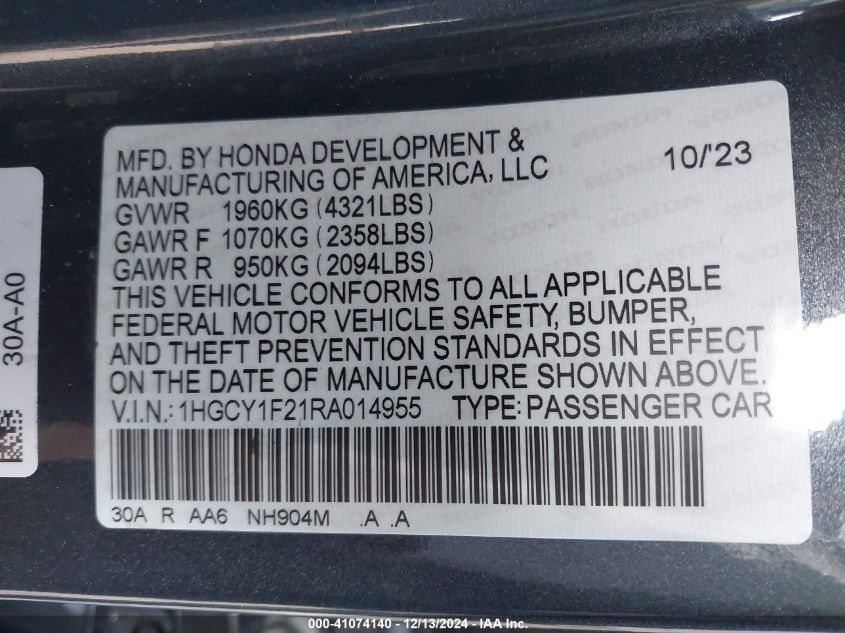 MFD. BY HONDA DEVELOPMENT &
MANUFACTURING OF AMERICA, LLC
10/'23
GVWR 1960KG (4321LBS)
GAWR F 1070KG (2358LBS)
GAWR R 950KG (2094LBS)
THIS VEHICLE CONFORMS TO ALL APPLICABLE
FEDERAL MOTOR VEHICLE SAFETY, BUMPER,
AND THEFT PREVENTION STANDARDS IN EFFECT
ON THE DATE OF MANUFACTURE SHOWN ABOVE.
V.I.N.: 1HGCY1F21RA014955 TYPE: PASSENGER CAR
30A R AA6 NH904M .A .A
30A-A0
000-41074140 - 12/13/2024 - IAA Inc.